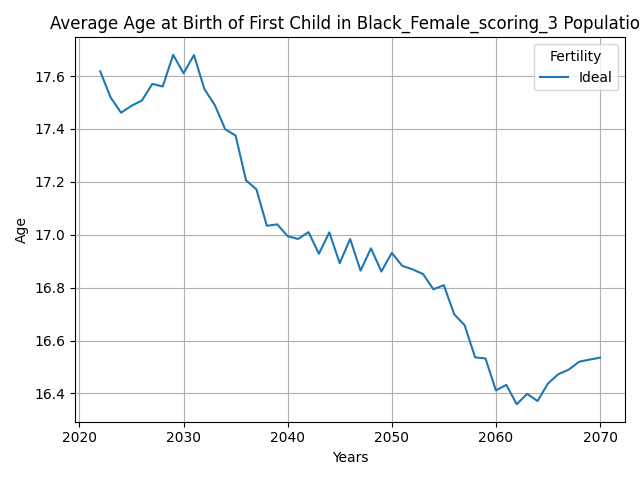 Average Age at Birth of First Child in Black_Female_scoring_3 Populatio
Fertility
Ideal
17.6
17.4
17.2
17.0
16.8
16.6
16.4
Age
2020 2030 2040 2050 2060 2070
Years